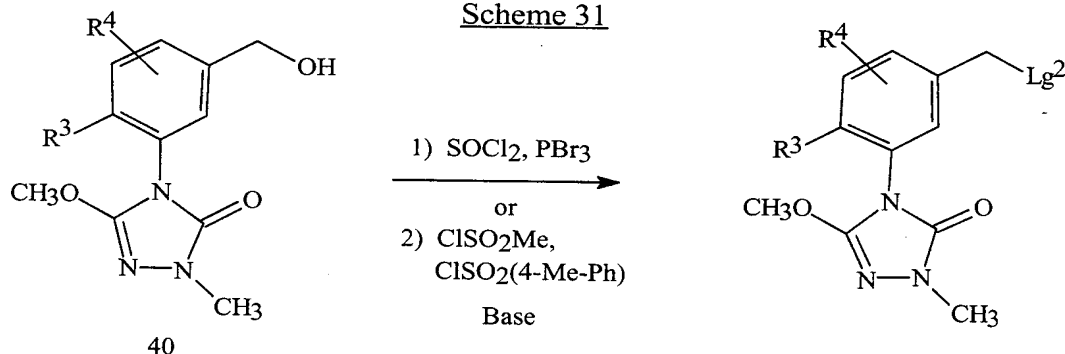 Scheme 31
R4
OH
R3
N
CH3O
O
N
N
CH3
40
1) SOCl2, PBr3
or
2) ClSO2Me,
ClSO2(4-Me-Ph)
Base
R4
Lg2
R3
N
CH3O
O
N
N
CH3